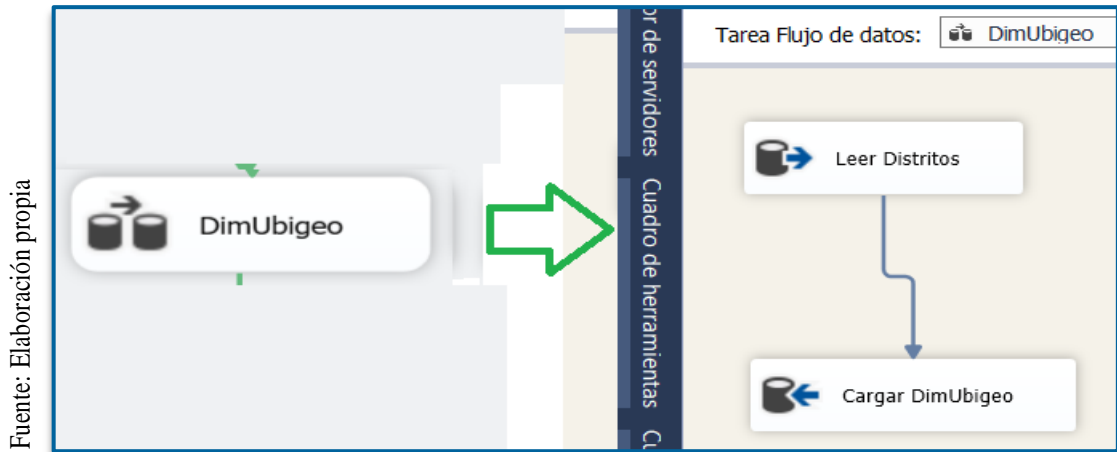 Fuente: Elaboración propia
DimUbigeo
or de servidores
Cuadro de herramientas
Tarea Flujo de datos:
DimUbigeo
Leer Distritos
Cargar DimUbigeo